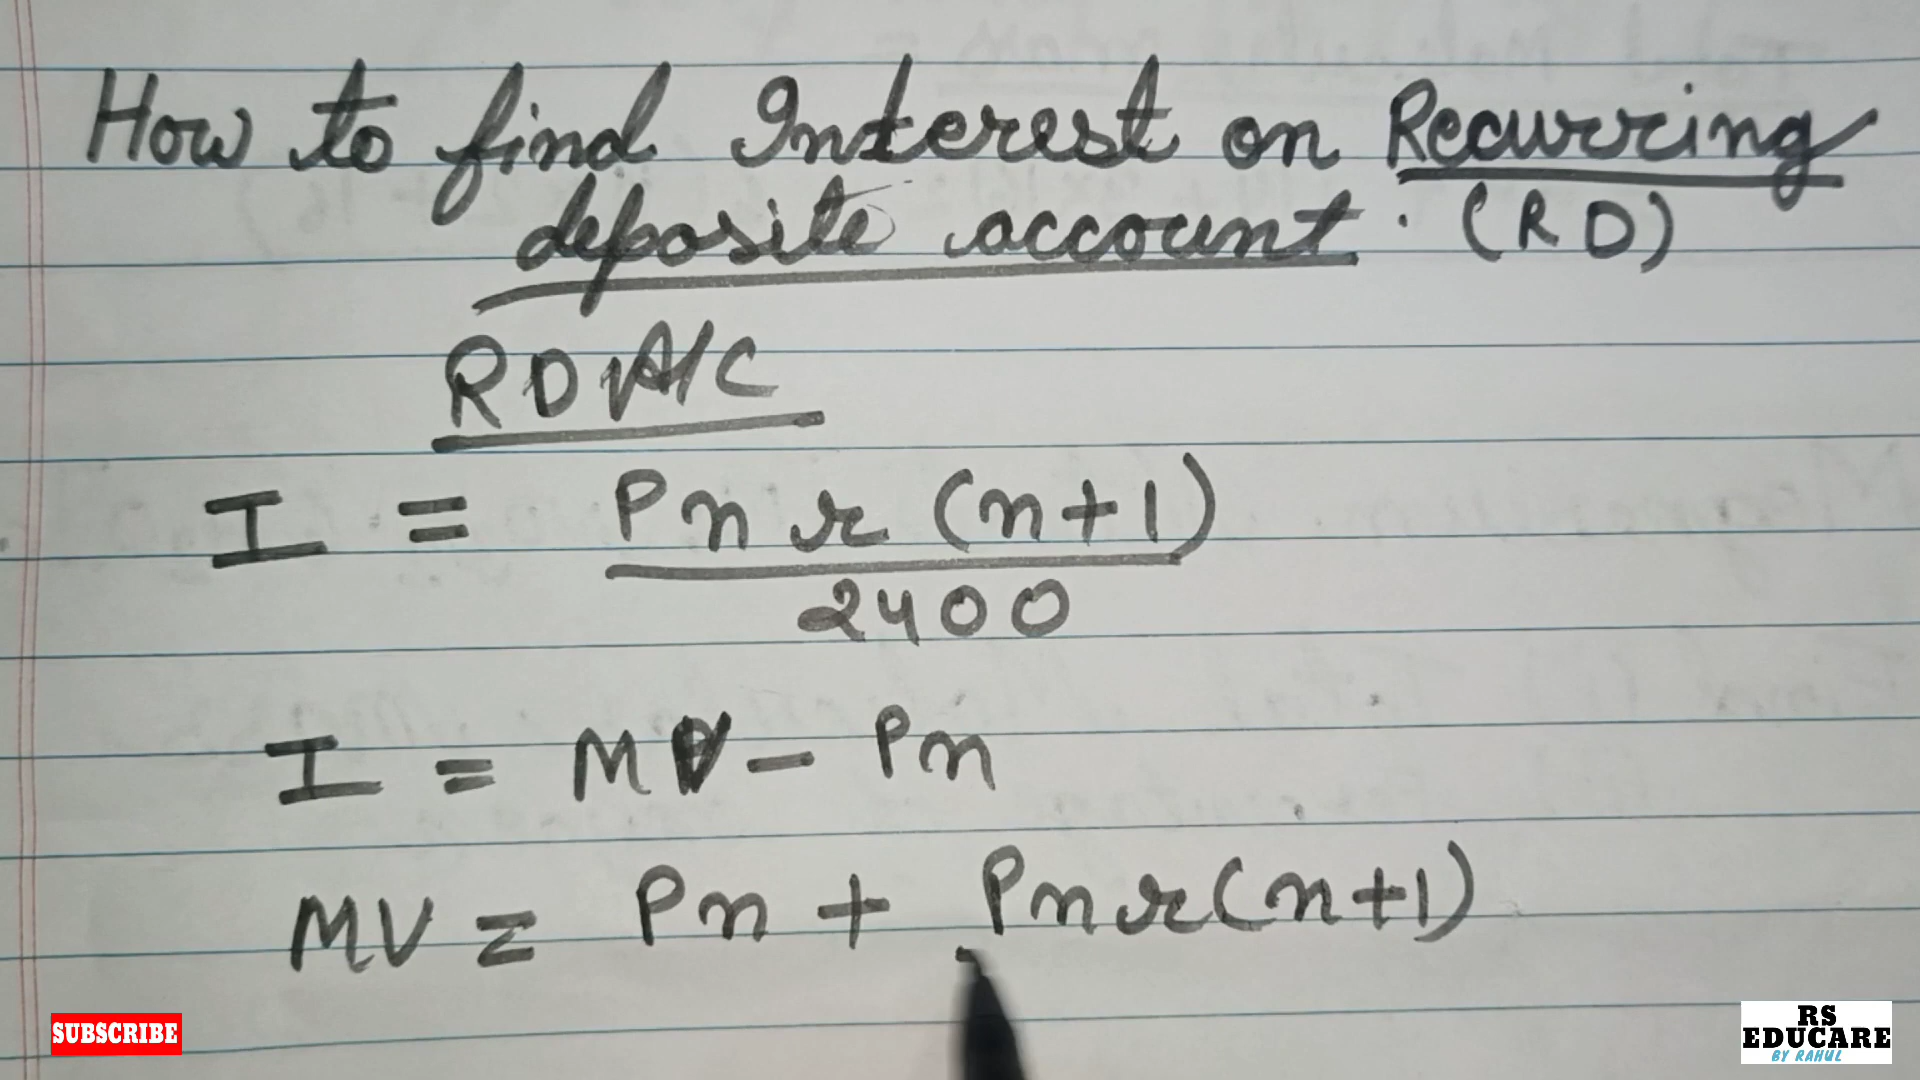 How to find Interest on Recurring
deposite account. (RD)
RD A/C
I = Pnr(n+1)
2400
I = MV - Pn
MV = Pn + Pnr(n+1)
SUBSCRIBE
RS
EDUCARE
BY RAHUL